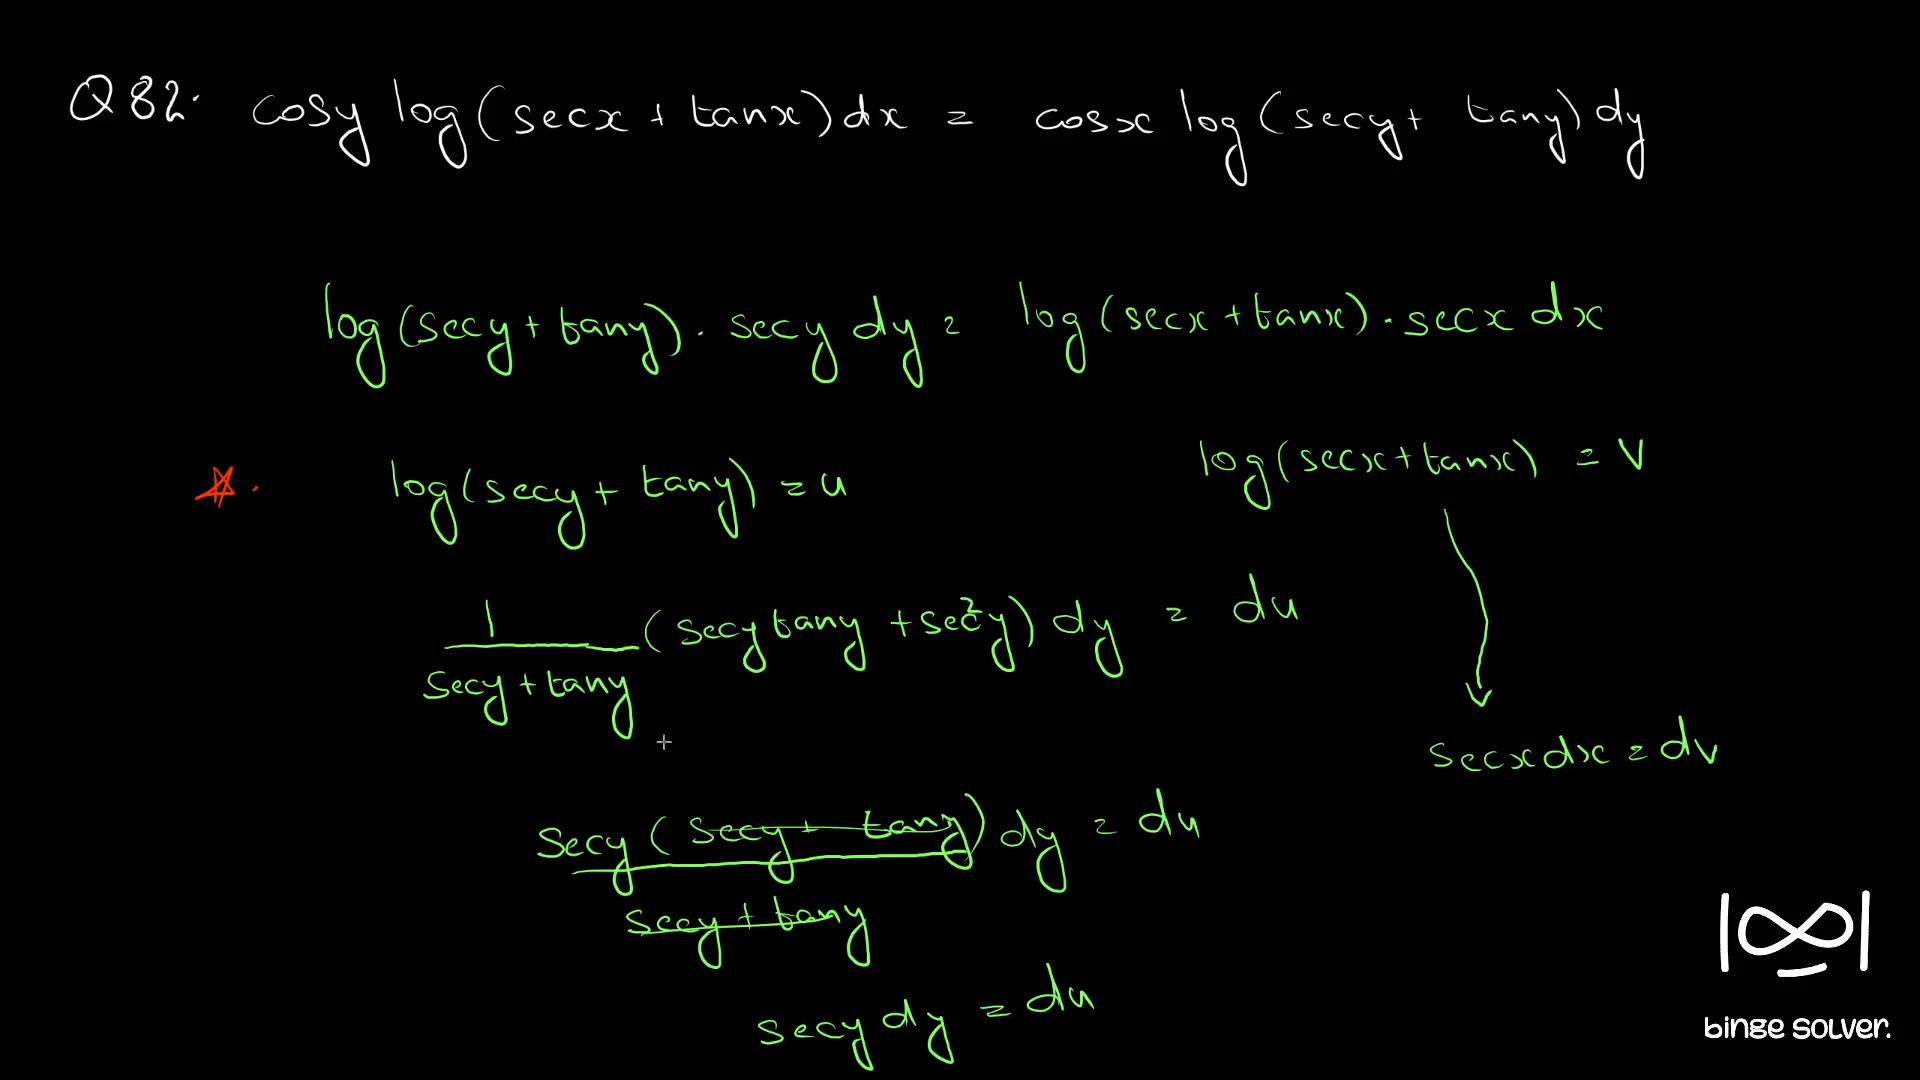 Q82. cosy log(secx + tanx)dx = cosx log(secy + tany)dy
log(secy + tany) . secy dy = log(secx + tanx) . secx dx
log(secy + tany) = u
log(secx + tanx) = v
1/(secy + tany) (secy tany + sec²y) dy = du
secx dx = dv
secy (secy + tany) dy = du
secy + tany
secy dy = du
binge solver.